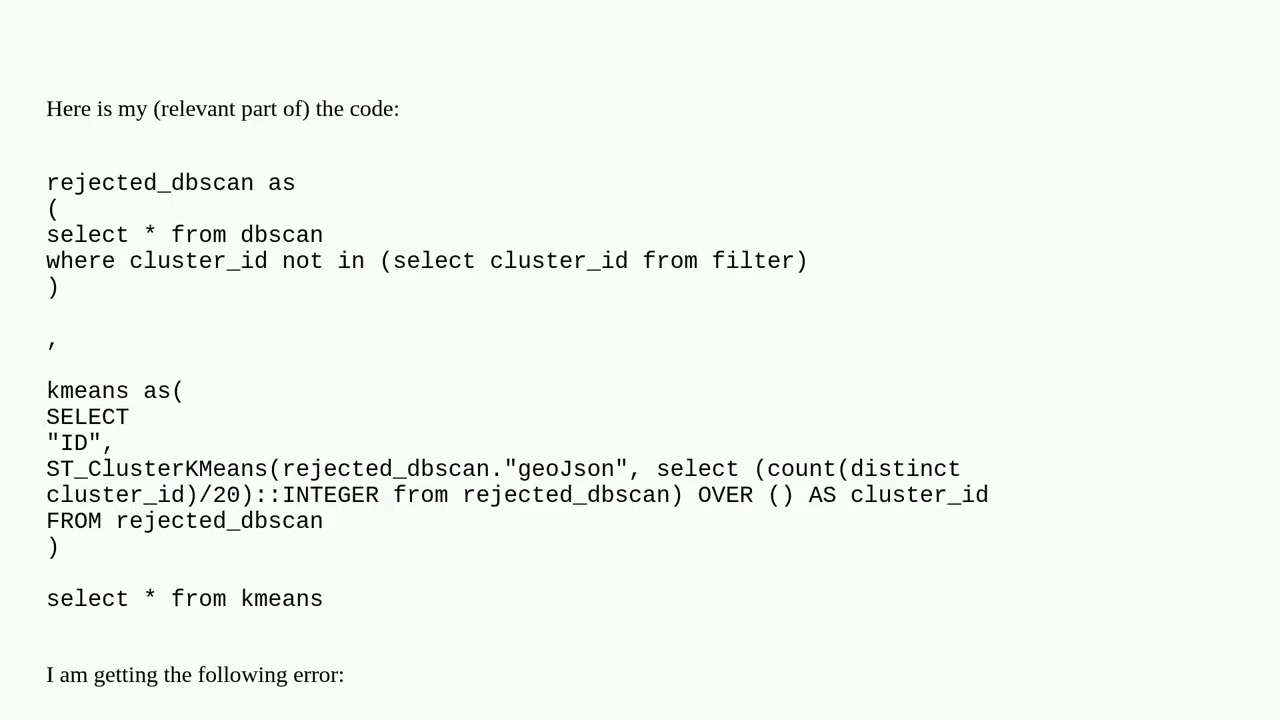 Here is my (relevant part of) the code:
rejected_dbscan as
(
select * from dbscan
where cluster_id not in (select cluster_id from filter)
)
,
kmeans as(
SELECT
"ID",
ST_ClusterKMeans(rejected_dbscan."geoJson", select (count(distinct
cluster_id)/20)::INTEGER from rejected_dbscan) OVER () AS cluster_id
FROM rejected_dbscan
)
select * from kmeans
I am getting the following error: